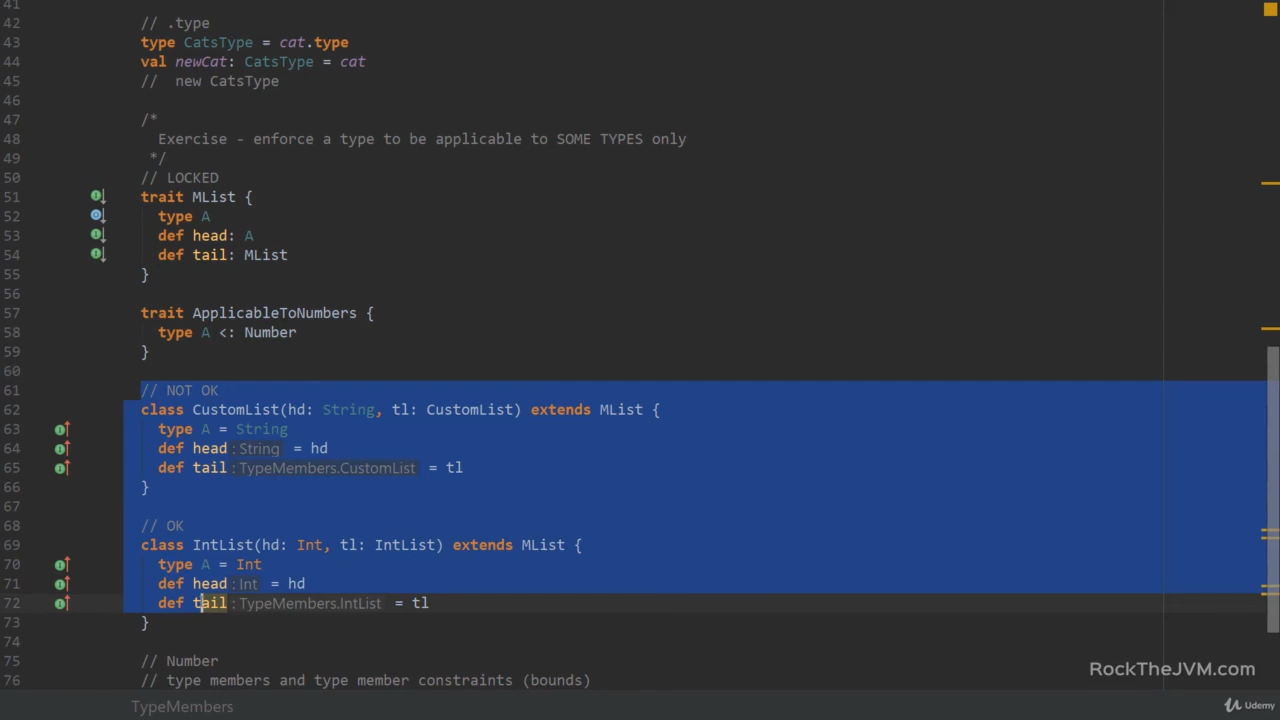 41
42 // .type
43 type CatsType = cat.type
44 val newCat: CatsType = cat
45 //  new CatsType
46
47 /*
48   Exercise - enforce a type to be applicable to SOME TYPES only
49  */
50 // LOCKED
51 trait MList {
52   type A
53   def head: A
54   def tail: MList
55 }
56
57 trait ApplicableToNumbers {
58   type A <: Number
59 }
60
61 // NOT OK
62 class CustomList(hd: String, tl: CustomList) extends MList {
63   type A = String
64   def head: String = hd
65   def tail: TypeMembers.CustomList = tl
66 }
67
68 // OK
69 class IntList(hd: Int, tl: IntList) extends MList {
70   type A = Int
71   def head: Int = hd
72   def tail: TypeMembers.IntList = tl
73 }
74
75 // Number
76 // type members and type member constraints (bounds)
RockTheJVM.com
TypeMembers
Udemy